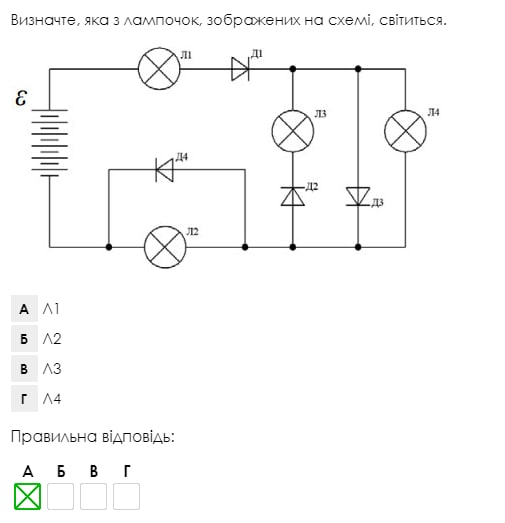 Визначте, яка з лампочок, зображених на схемі, світиться.
Л1 Д1
ℰ
Л3 Л4
Д4
Д2
Д3
Л2
А Л1
Б Л2
В Л3
Г Л4
Правильна відповідь:
А Б В Г